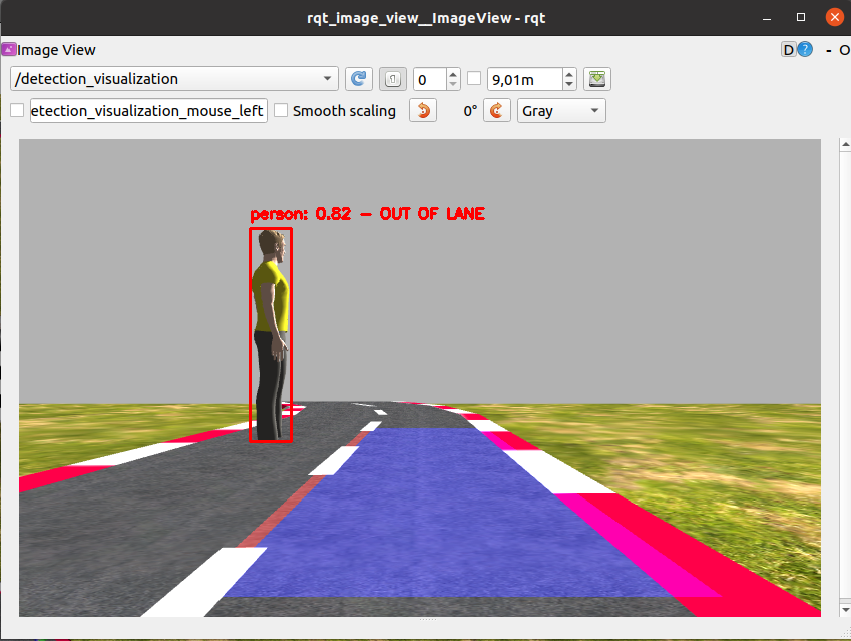 rqt_image_view__ImageView - rqt
Image View
D ? - O
/detection_visualization
0
9,01m
etection_visualization_mouse_left
Smooth scaling
0°
Gray
person: 0.82 - OUT OF LANE